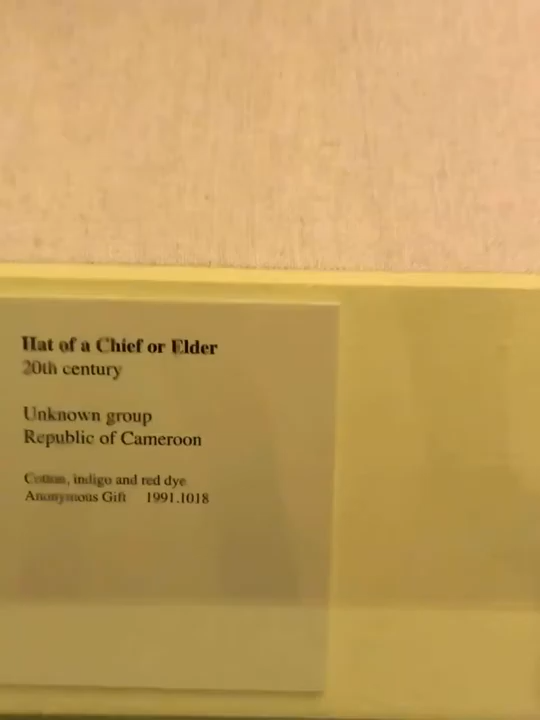 Hat of a Chief or Elder
20th century
Unknown group
Republic of Cameroon
Cotton, indigo and red dye
Anonymous Gift 1991.1018